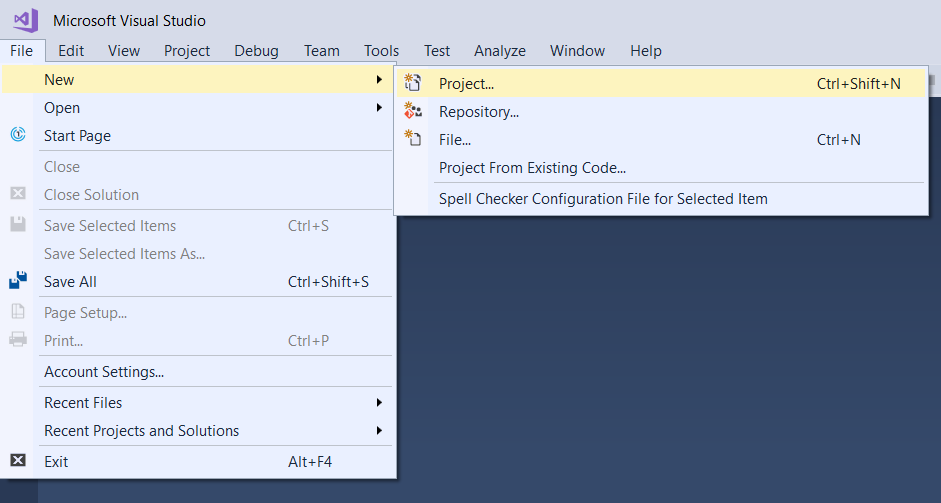 Microsoft Visual Studio
File Edit View Project Debug Team Tools Test Analyze Window Help
New
Open
Start Page
Close
Close Solution
Save Selected Items Ctrl+S
Save Selected Items As...
Save All Ctrl+Shift+S
Page Setup...
Print... Ctrl+P
Account Settings...
Recent Files
Recent Projects and Solutions
Exit Alt+F4
Project... Ctrl+Shift+N
Repository...
File... Ctrl+N
Project From Existing Code...
Spell Checker Configuration File for Selected Item